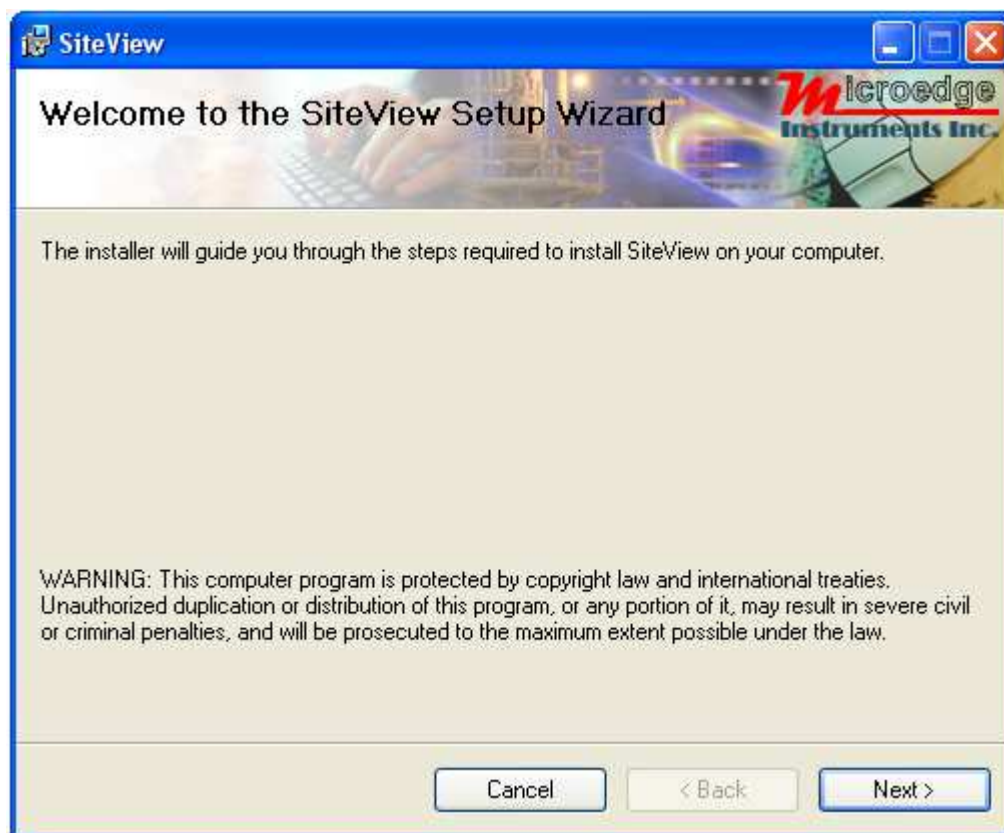 SiteView
Welcome to the SiteView Setup Wizard
Microedge
Instruments Inc.
The installer will guide you through the steps required to install SiteView on your computer.
WARNING: This computer program is protected by copyright law and international treaties.
Unauthorized duplication or distribution of this program, or any portion of it, may result in severe civil
or criminal penalties, and will be prosecuted to the maximum extent possible under the law.
Cancel
< Back
Next >